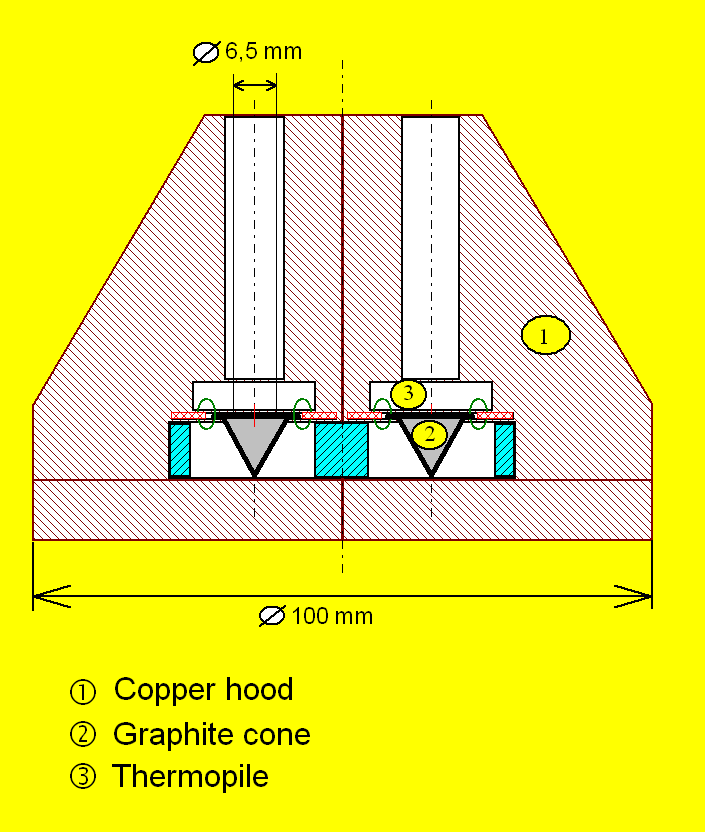 ⌀ 6,5 mm
1
3
2
⌀ 100 mm
① Copper hood
② Graphite cone
③ Thermopile